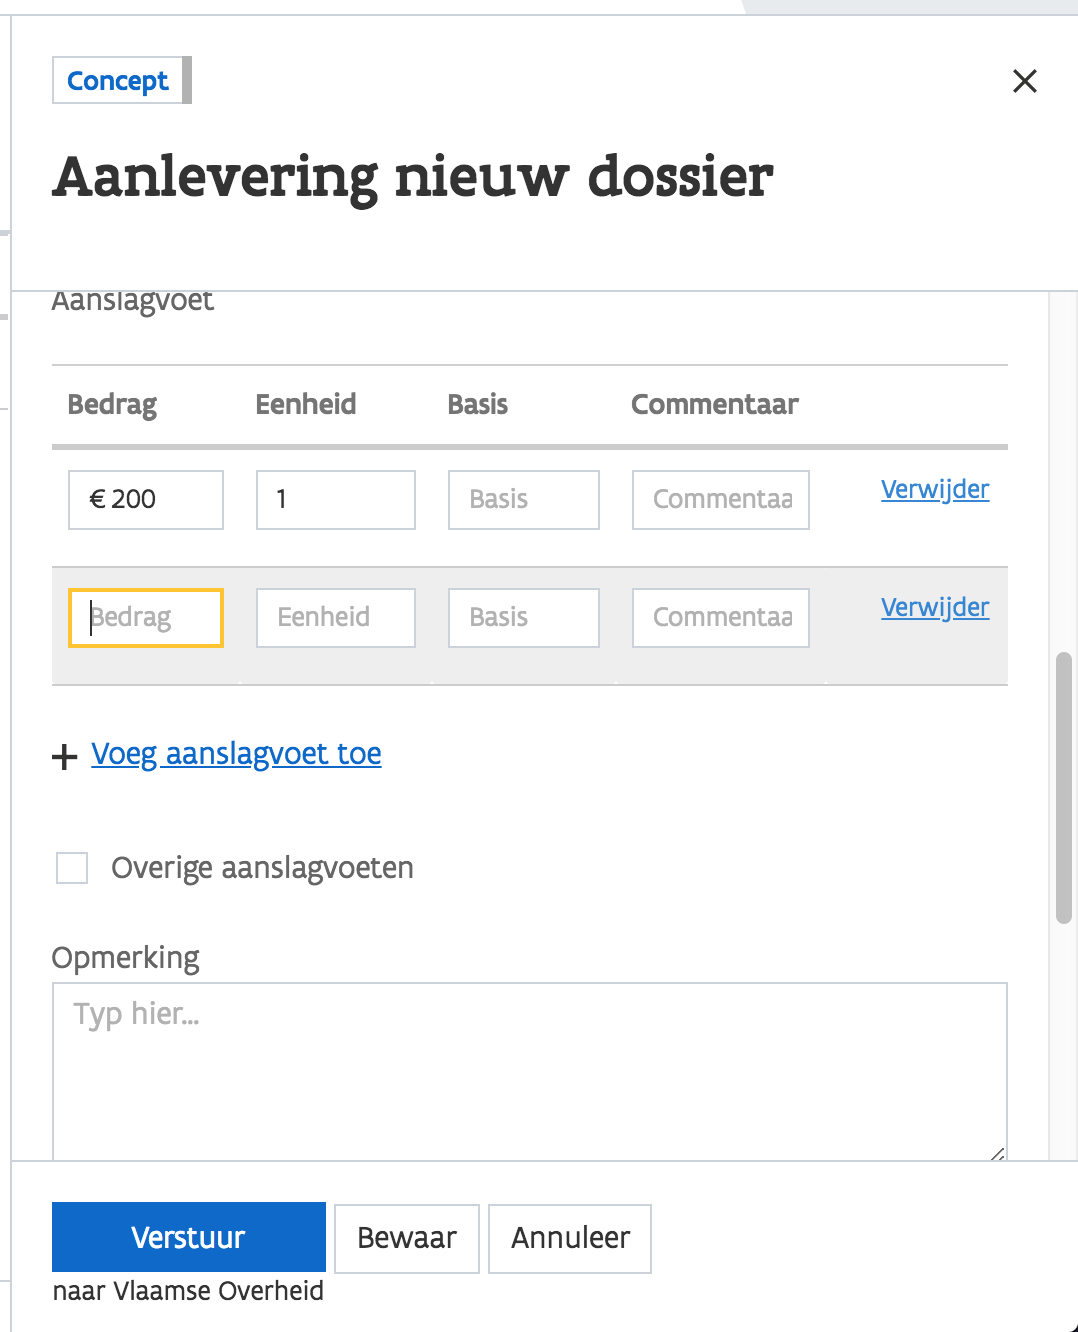 Concept
Aanlevering nieuw dossier
Aanslagvoet
Bedrag Eenheid Basis Commentaar
€ 200 1 Basis Commentaa Verwijder
Bedrag Eenheid Basis Commentaa Verwijder
+ Voeg aanslagvoet toe
Overige aanslagvoeten
Opmerking
Typ hier...
Verstuur Bewaar Annuleer
naar Vlaamse Overheid